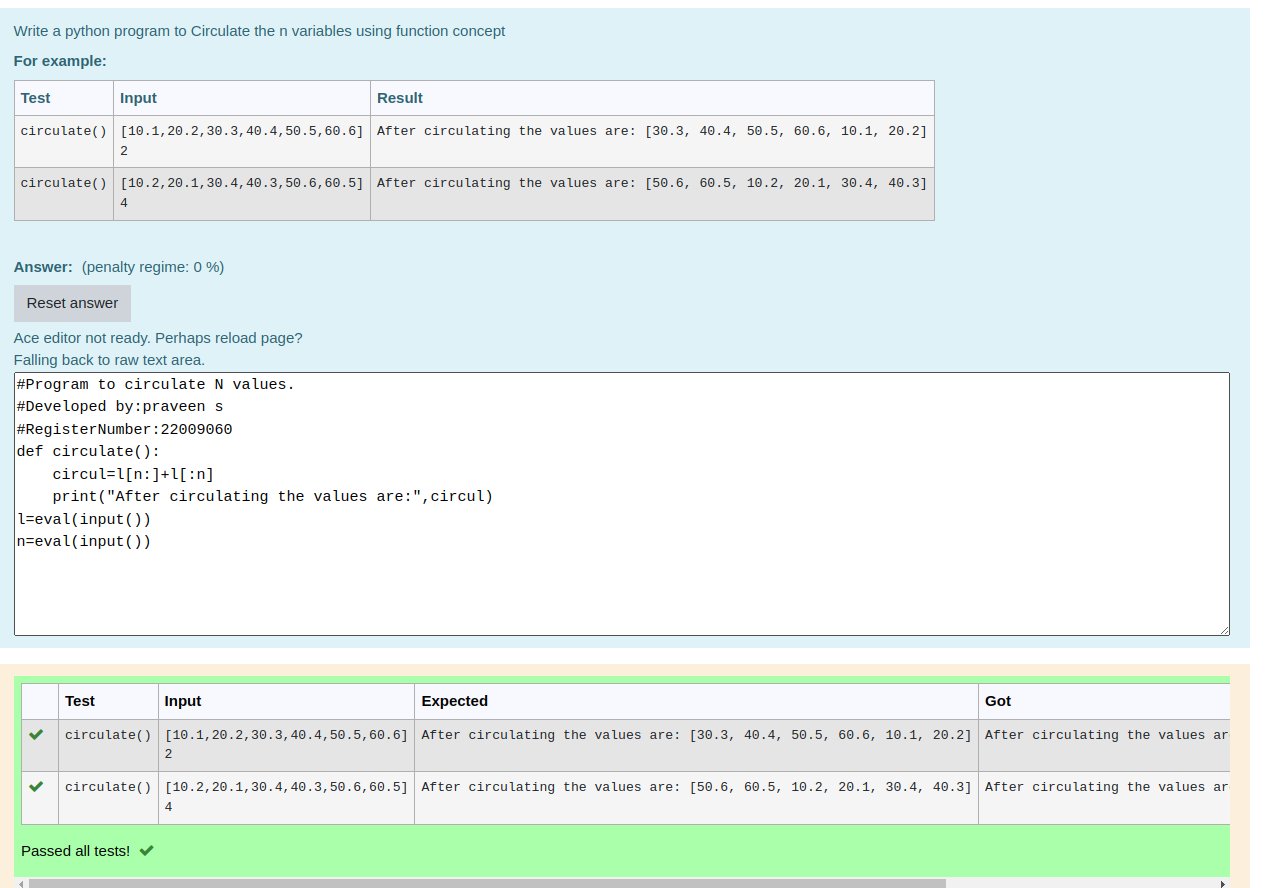 Write a python program to Circulate the n variables using function concept
For example:
Test Input Result
circulate() [10.1,20.2,30.3,40.4,50.5,60.6] After circulating the values are: [30.3, 40.4, 50.5, 60.6, 10.1, 20.2]
2
circulate() [10.2,20.1,30.4,40.3,50.6,60.5] After circulating the values are: [50.6, 60.5, 10.2, 20.1, 30.4, 40.3]
4
Answer: (penalty regime: 0 %)
Reset answer
Ace editor not ready. Perhaps reload page?
Falling back to raw text area.
#Program to circulate N values.
#Developed by:praveen s
#RegisterNumber:22009060
def circulate():
    circul=l[n:]+l[:n]
    print("After circulating the values are:",circul)
l=eval(input())
n=eval(input())
Test Input Expected Got
circulate() [10.1,20.2,30.3,40.4,50.5,60.6] After circulating the values are: [30.3, 40.4, 50.5, 60.6, 10.1, 20.2] After circulating the values ar
2
circulate() [10.2,20.1,30.4,40.3,50.6,60.5] After circulating the values are: [50.6, 60.5, 10.2, 20.1, 30.4, 40.3] After circulating the values ar
4
Passed all tests!